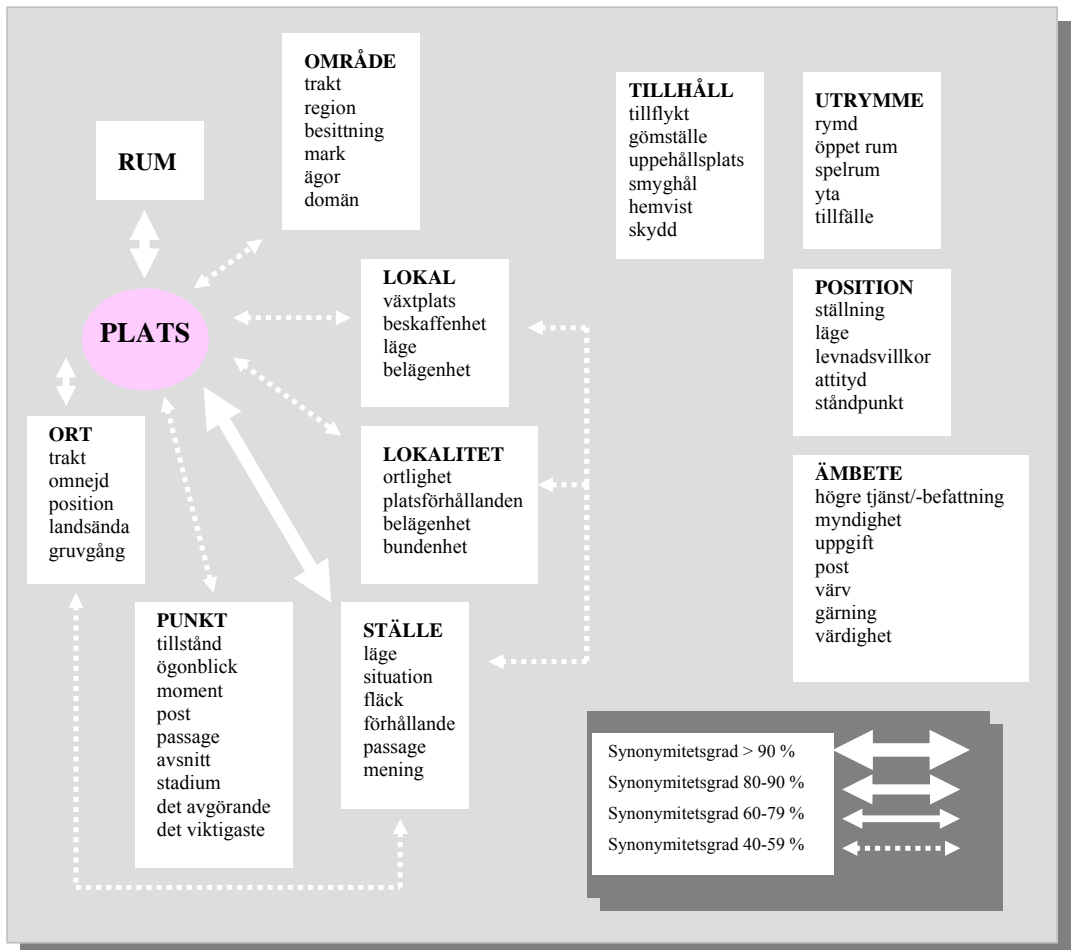 RUM
PLATS
OMRÅDE
trakt
region
besittning
mark
ägor
domän
LOKAL
växtplats
beskaffenhet
läge
belägenhet
LOKALITET
ortlighet
platsförhållanden
belägenhet
bundenhet
ORT
trakt
omnejd
position
landsända
gruvgång
PUNKT
tillstånd
ögonblick
moment
post
passage
avsnitt
stadium
det avgörande
det viktigaste
STÄLLE
läge
situation
fläck
förhållande
passage
mening
TILLHÅLL
tillflykt
gömställe
uppehållsplats
smyghål
hemvist
skydd
UTRYMME
rymd
öppet rum
spelrum
yta
tillfälle
POSITION
ställning
läge
levnadsvillkor
attityd
ståndpunkt
ÄMBETE
högre tjänst/-befattning
myndighet
uppgift
post
värv
gärning
värdighet
Synonymitetsgrad > 90 %
Synonymitetsgrad 80-90 %
Synonymitetsgrad 60-79 %
Synonymitetsgrad 40-59 %